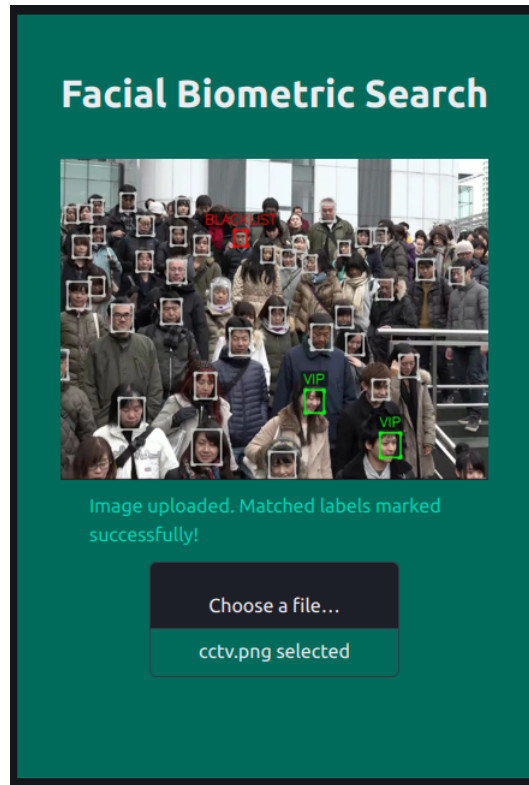 Facial Biometric Search
BLACKLIST
VIP
VIP
Image uploaded. Matched labels marked
successfully!
Choose a file…
cctv.png selected